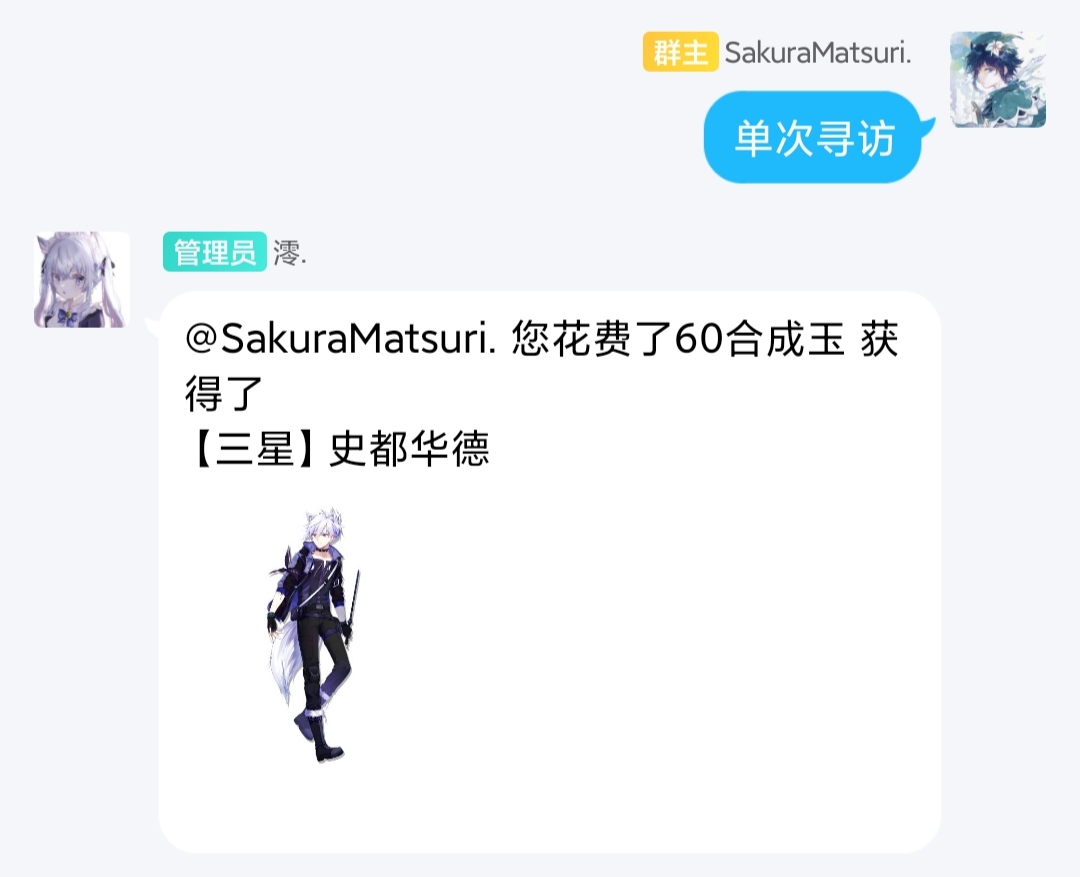 群主 SakuraMatsuri.
单次寻访
管理员 澪.
@SakuraMatsuri. 您花费了60合成玉 获
得了
【三星】史都华德